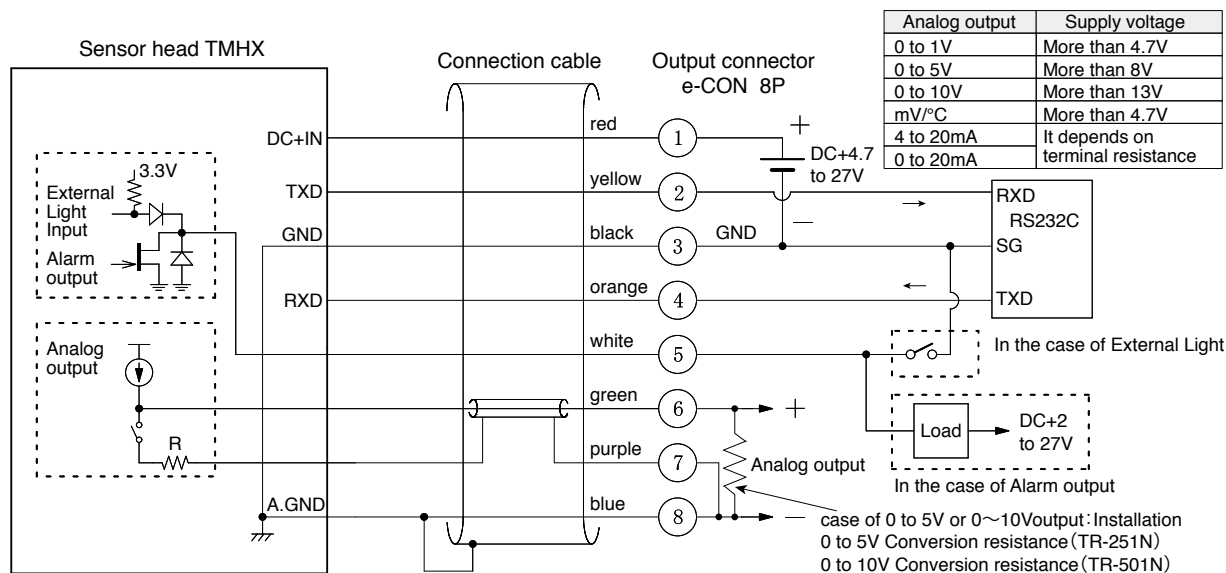 Analog output Supply voltage
0 to 1V More than 4.7V
0 to 5V More than 8V
0 to 10V More than 13V
mV/°C More than 4.7V
4 to 20mA It depends on
0 to 20mA terminal resistance
Sensor head TMHX
Connection cable
Output connector
e-CON 8P
DC+IN
red
1
+
DC+4.7
to 27V
3.3V
External
Light
Input
Alarm
output
TXD
yellow
2
→
RXD
RS232C
−
GND
black
3
GND
SG
RXD
orange
4
←
TXD
white
5
In the case of External Light
Analog
output
green
6
+
Load
DC+2
to 27V
R
purple
7
Analog output
In the case of Alarm output
A.GND
blue
8
−
case of 0 to 5V or 0～10Voutput:Installation
0 to 5V Conversion resistance(TR-251N)
0 to 10V Conversion resistance(TR-501N)